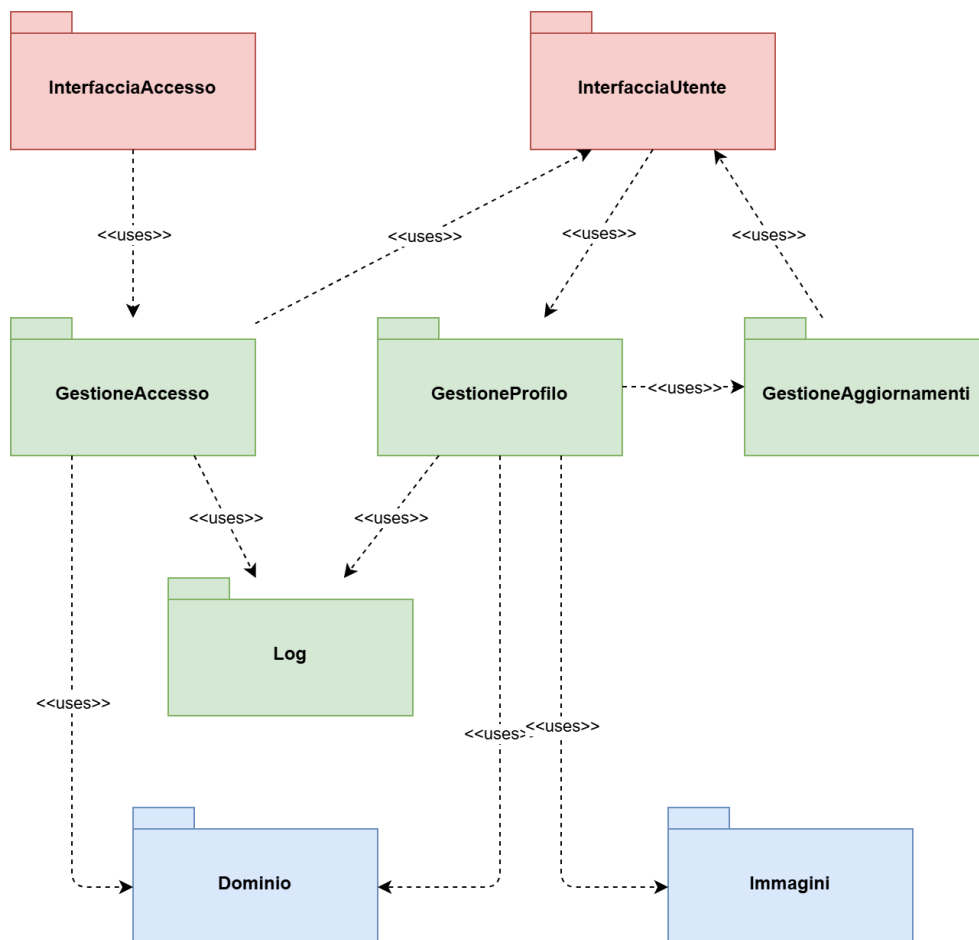 InterfacciaAccesso
InterfacciaUtente
<<uses>>
<<uses>>
<<uses>>
<<uses>>
GestioneAccesso
GestioneProfilo
<<uses>>
GestioneAggiornamenti
<<uses>>
<<uses>>
Log
<<uses>>
<<uses>>
<<uses>>
Dominio
Immagini